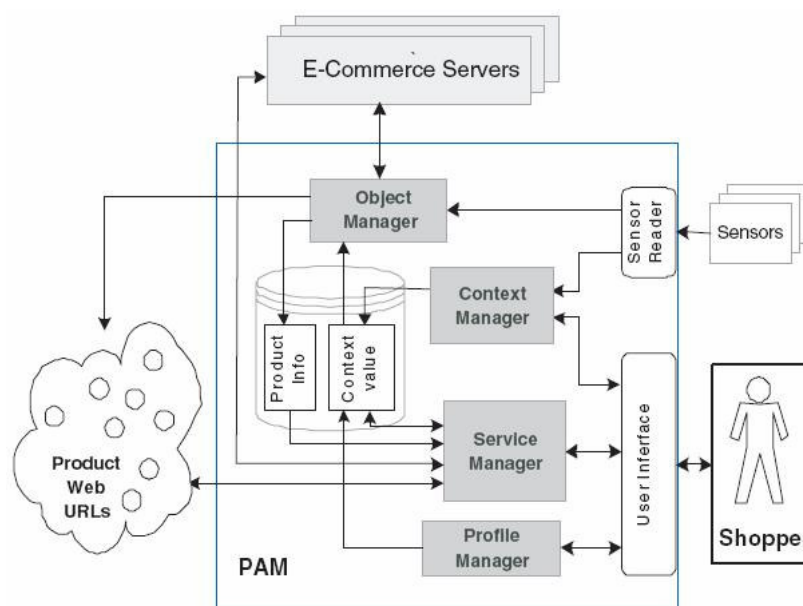 E-Commerce Servers
Object
Manager
Sensor
Reader
Sensors
Context
Manager
Product
Info
Context
value
Product
Web
URLs
Service
Manager
User Inferface
Profile
Manager
PAM
Shoppe